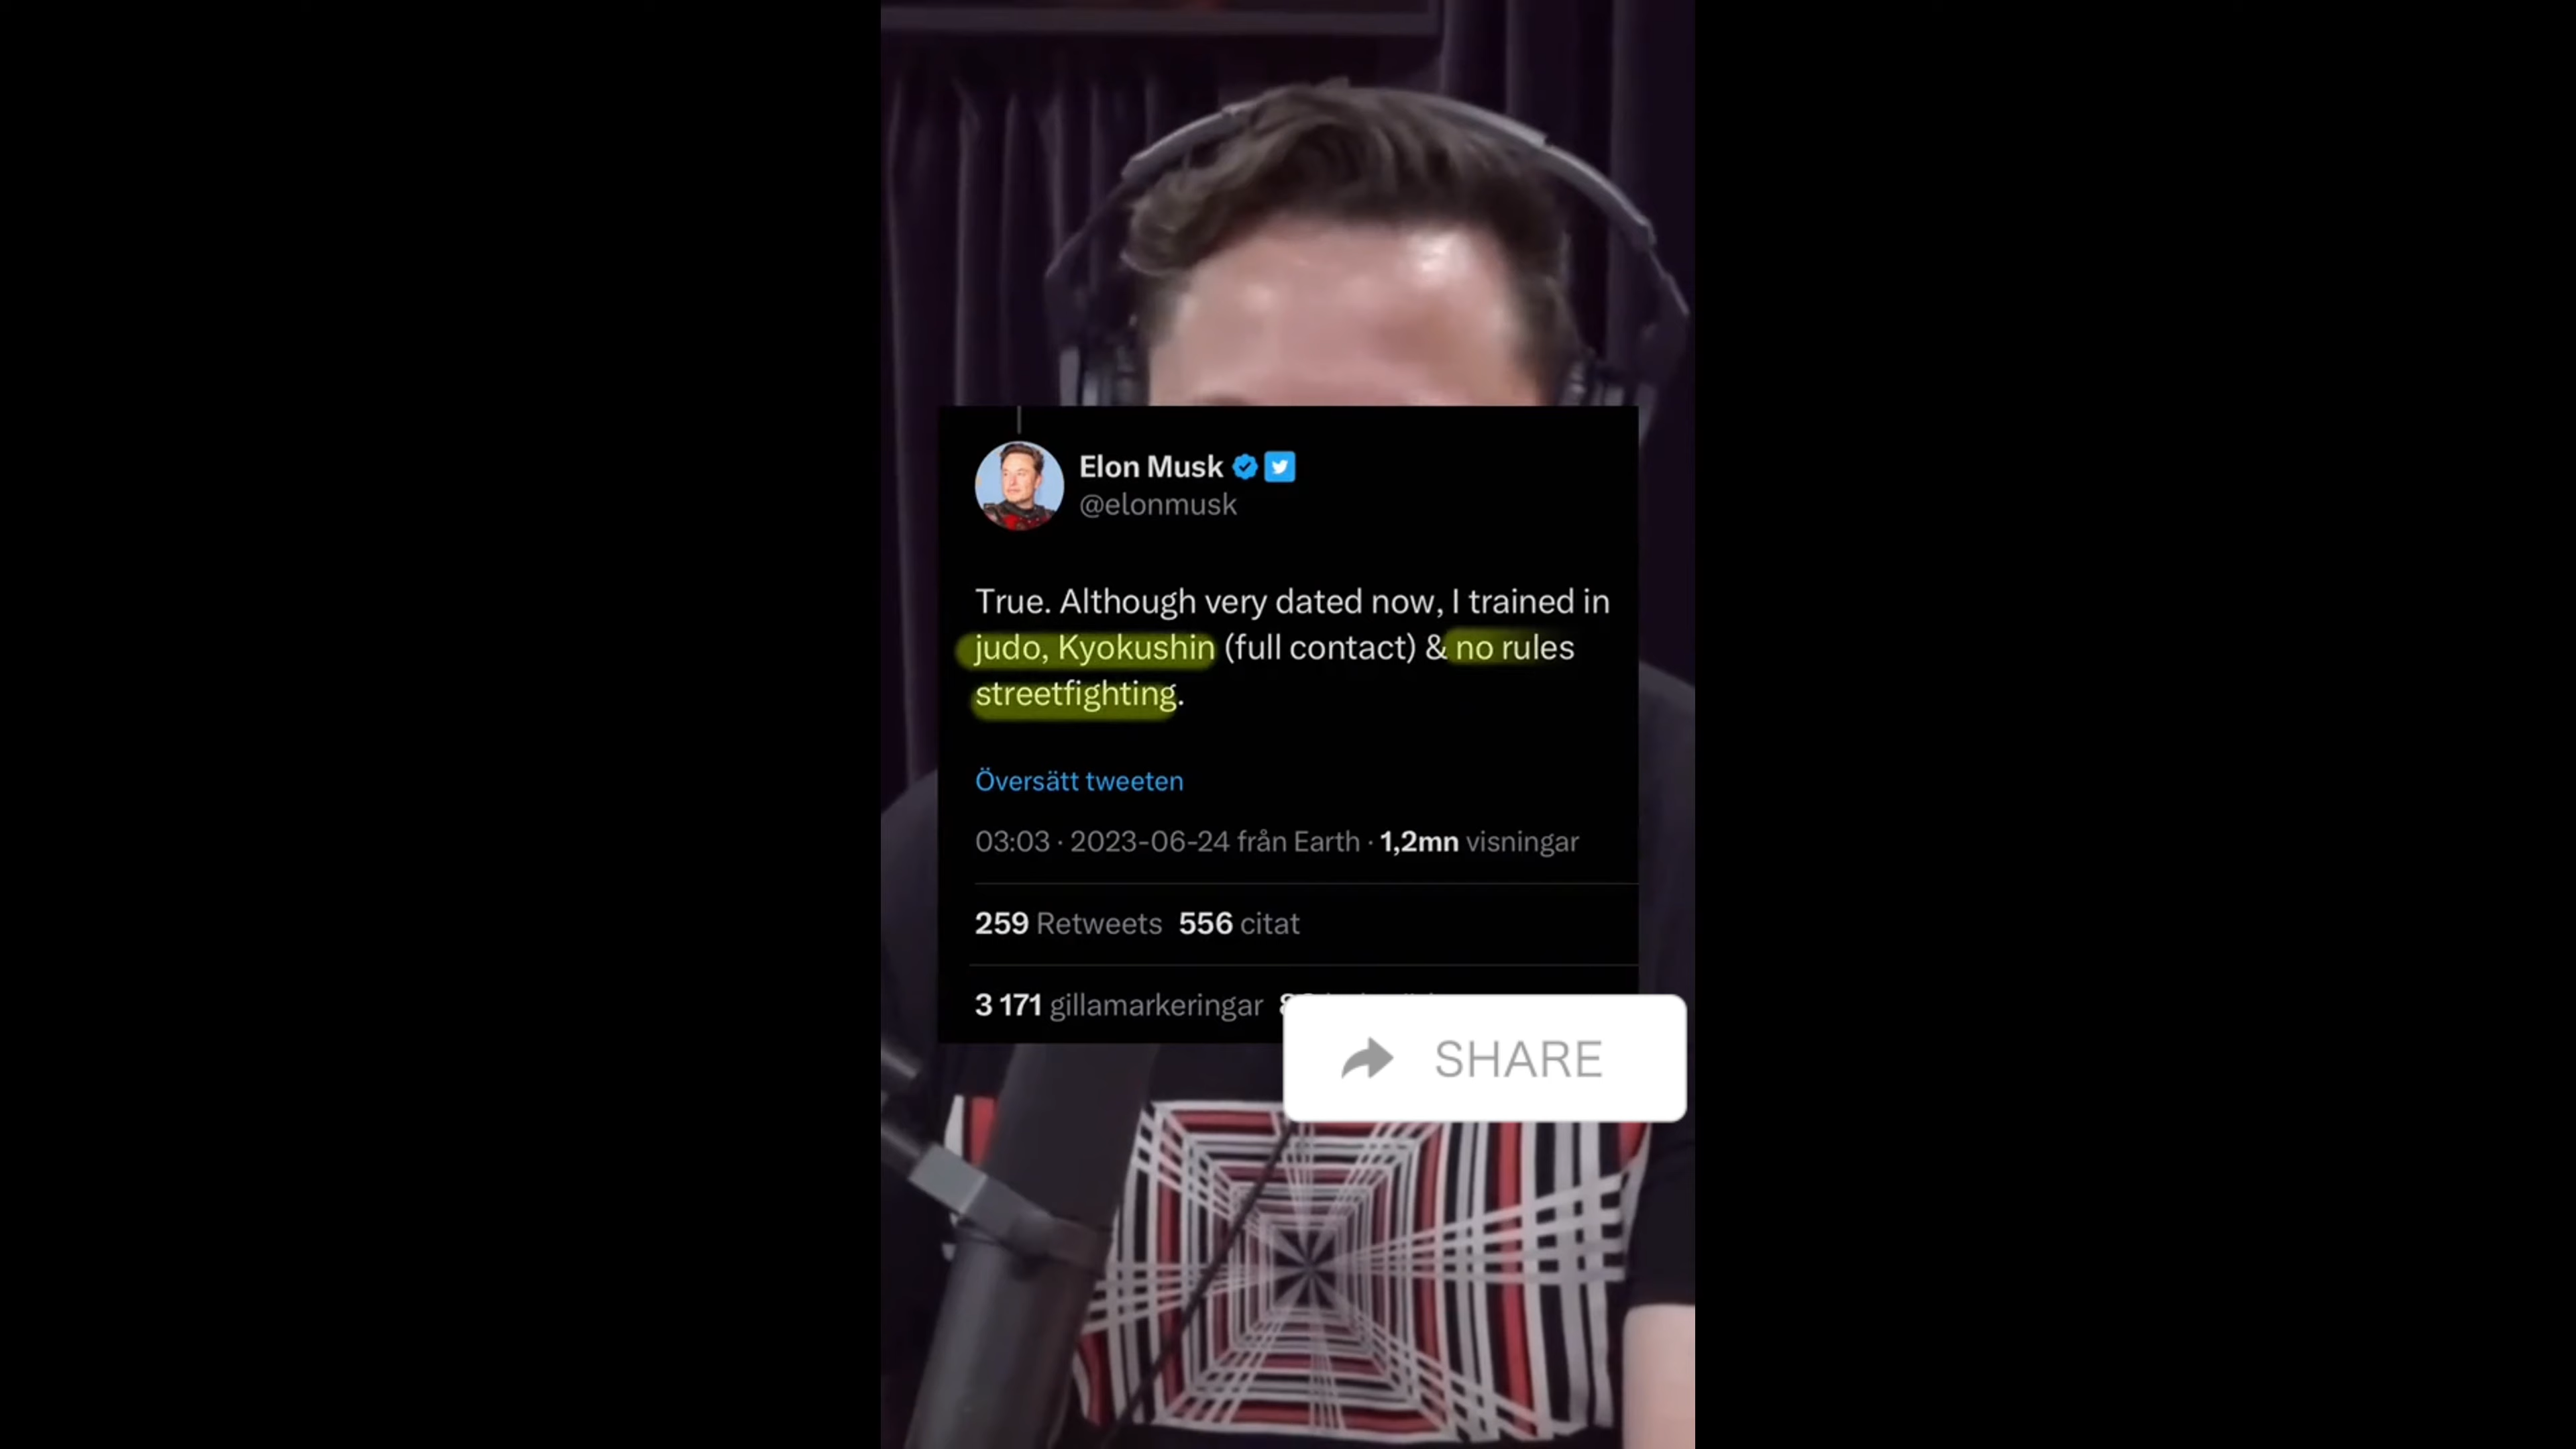 Elon Musk
@elonmusk
True. Although very dated now, I trained in
judo, Kyokushin (full contact) & no rules
streetfighting.
Översätt tweeten
03:03 · 2023-06-24 från Earth · 1,2mn visningar
259 Retweets 556 citat
3 171 gillamarkeringar
SHARE